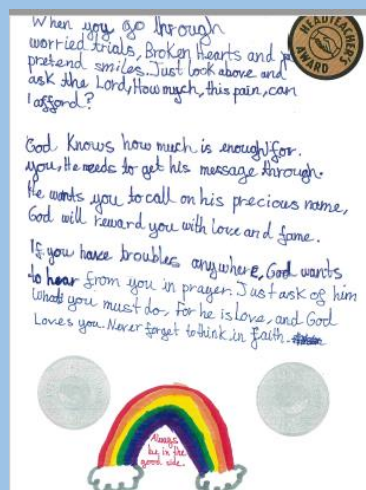 When you go through
worried trials, Broken Hearts and
pretend smiles. Just look above and
ask the Lord, How much, this pain, can
I afford?
God Knows how much is enough for
you, He needs to get his message through.
He wants you to call on his precious name,
God will reward you with love and fame.
If you have troubles anywhere, God wants
to hear from you in prayer. Just ask of him
What you must do, For he is love, and God
Loves you. Never forget to think in faith.
HEADTEACHER'S
AWARD
Always
be in the
good side.